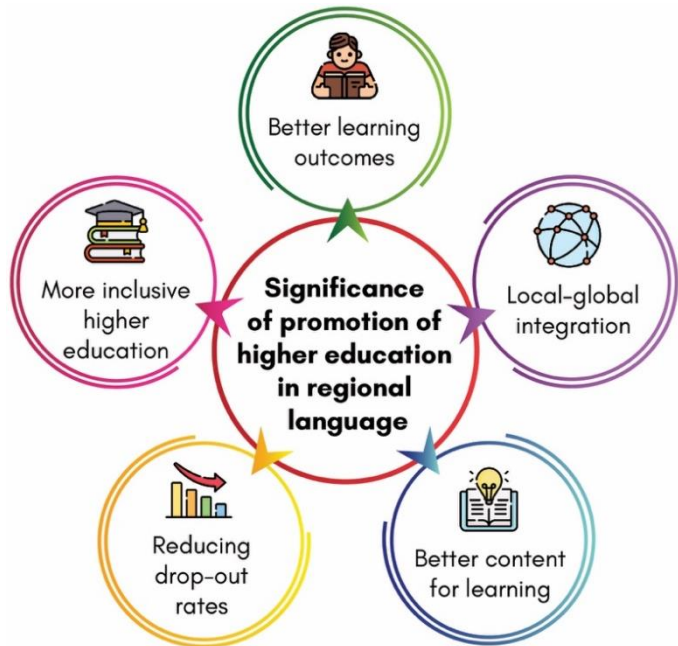 Better learning
outcomes
More inclusive
higher
education
Significance
of promotion of
higher education
in regional
language
Local-global
integration
Reducing
drop-out
rates
Better content
for learning